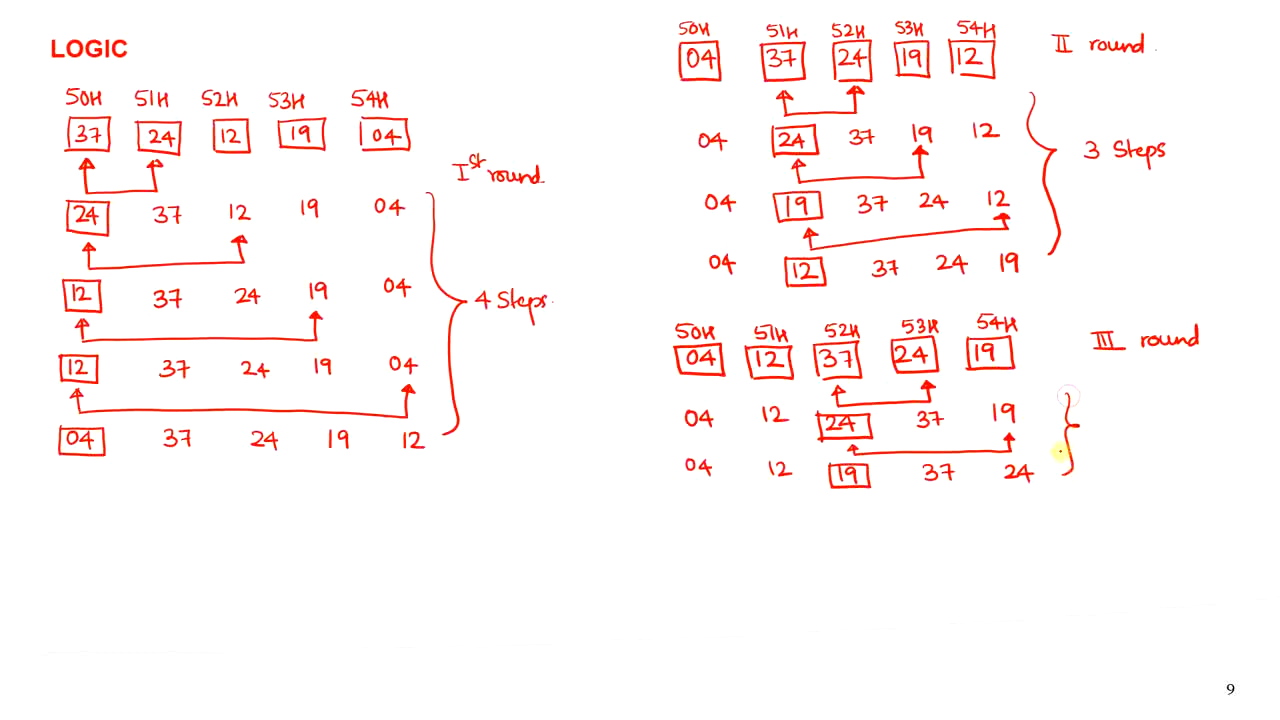 LOGIC
50H 51H 52H 53H 54H
37 24 12 19 04
Ist round
24 37 12 19 04
12 37 24 19 04
4 Steps.
12 37 24 19 04
04 37 24 19 12
50H 51H 52H 53H 54H
04 37 24 19 12
II round.
04 24 37 19 12
3 Steps
04 19 37 24 12
04 12 37 24 19
50H 51H 52H 53H 54H
04 12 37 24 19
III round
04 12 24 37 19
04 12 19 37 24
9